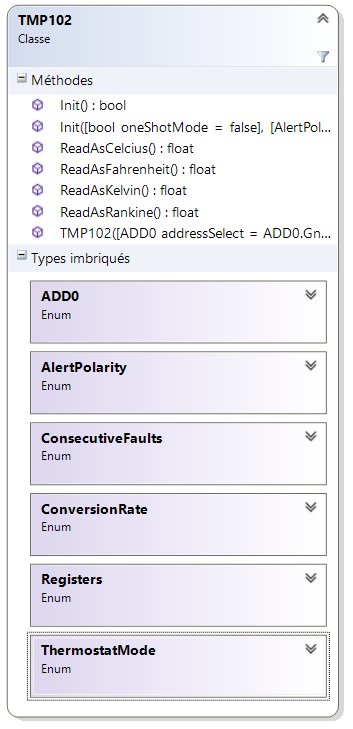 TMP102
Classe
Méthodes
Init() : bool
Init([bool oneShotMode = false], [AlertPol...
ReadAsCelcius() : float
ReadAsFahrenheit() : float
ReadAsKelvin() : float
ReadAsRankine() : float
TMP102([ADD0 addressSelect = ADD0.Gn...
Types imbriqués
ADD0
Enum
AlertPolarity
Enum
ConsecutiveFaults
Enum
ConversionRate
Enum
Registers
Enum
ThermostatMode
Enum